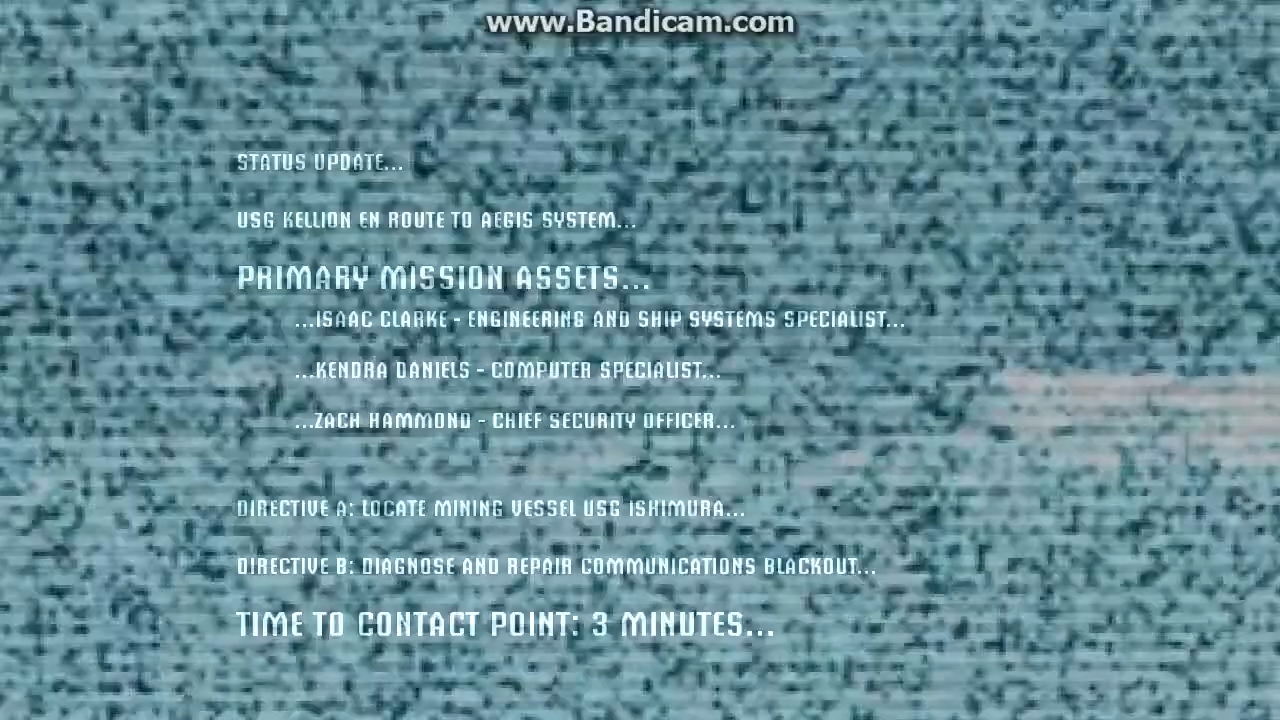 www.Bandicam.com
STATUS UPDATE...
USG KELLION EN ROUTE TO AEGIS SYSTEM...
PRIMARY MISSION ASSETS...
...ISAAC CLARKE - ENGINEERING AND SHIP SYSTEMS SPECIALIST...
...KENDRA DANIELS - COMPUTER SPECIALIST...
...ZACH HAMMOND - CHIEF SECURITY OFFICER...
DIRECTIVE A: LOCATE MINING VESSEL USG ISHIMURA...
DIRECTIVE B: DIAGNOSE AND REPAIR COMMUNICATIONS BLACKOUT...
TIME TO CONTACT POINT: 3 MINUTES...